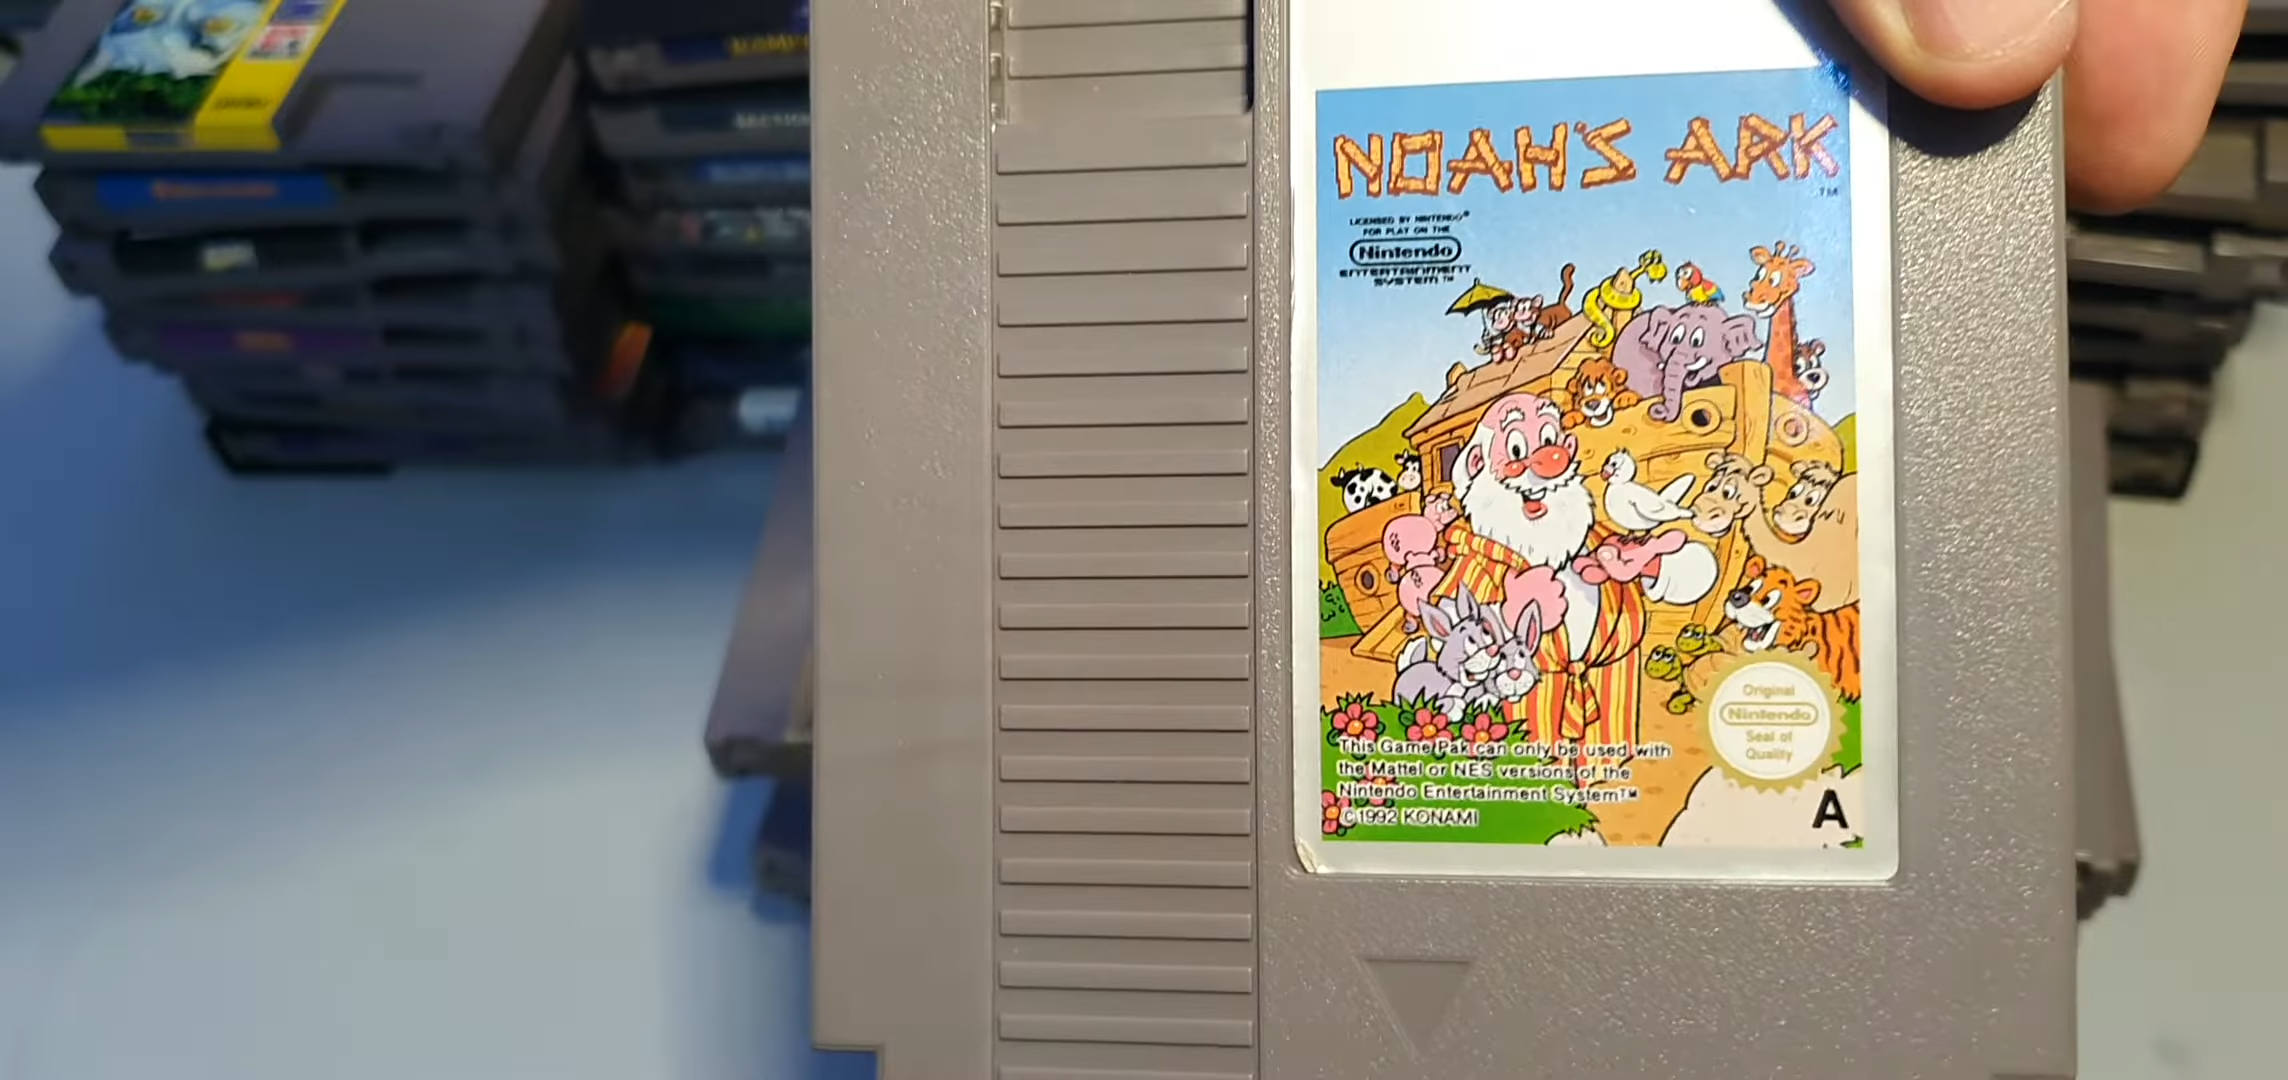 NOAH'S ARK
TM
LICENSED BY NINTENDO®
FOR PLAY ON THE
Nintendo
ENTERTAINMENT
SYSTEM™
Original
Nintendo
Seal of
Quality
This Game Pak can only be used with
the Mattel or NES versions of the
Nintendo Entertainment System™
©1992 KONAMI
A